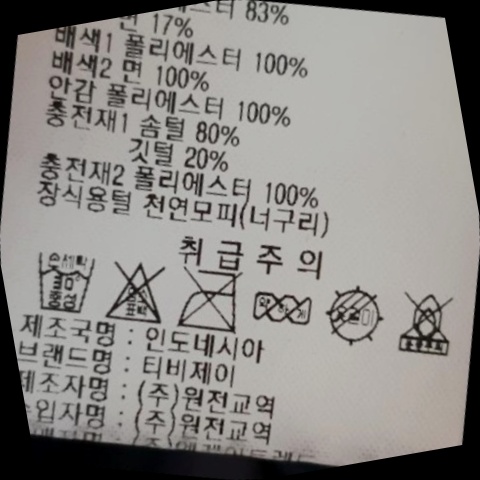 에스터 83%
면 17%
배색1 폴리에스터 100%
배색2 면 100%
안감 폴리에스터 100%
충전재1 솜털 80%
깃털 20%
충전재2 폴리에스터 100%
장식용털 천연모피(너구리)
취급주의
손세탁 30° 중성 약하게
제조국명 : 인도네시아
브랜드명 : 티비제이
제조자명 : (주)원전교역
수입자명 : (주)원전교역